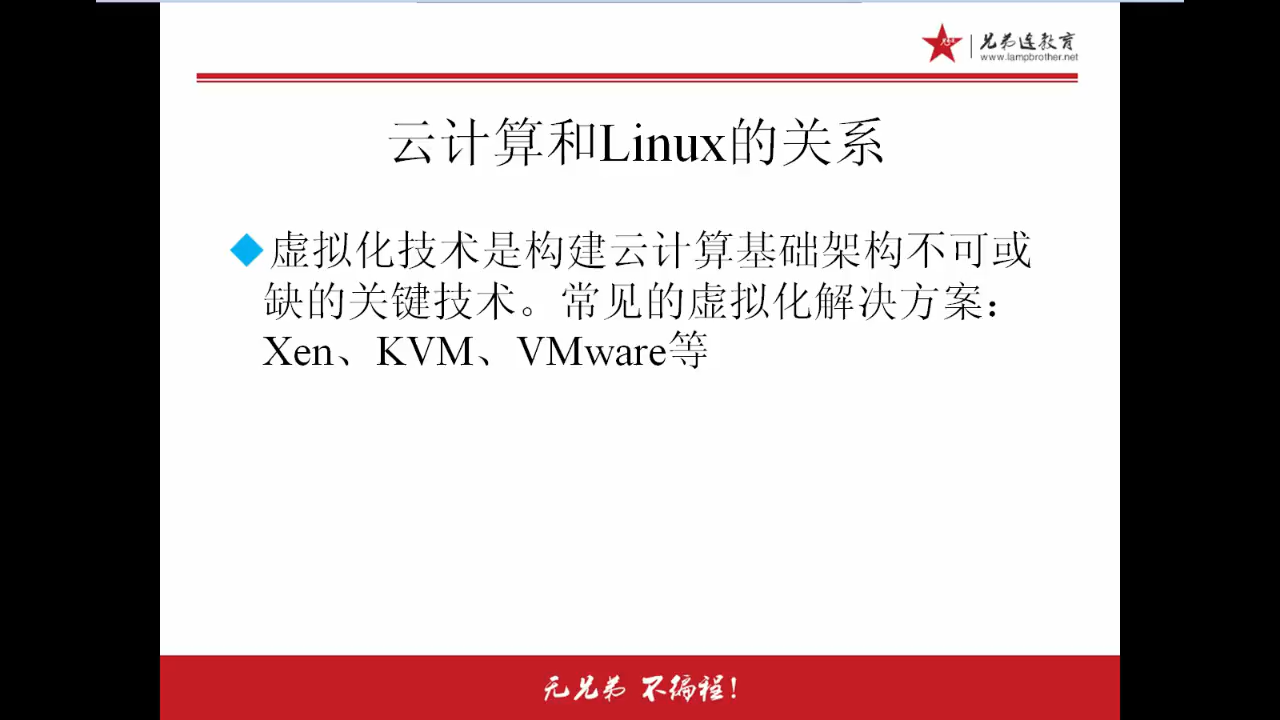 兄弟连教育
www.lampbrother.net
云计算和Linux的关系
虚拟化技术是构建云计算基础架构不可或
缺的关键技术。常见的虚拟化解决方案：
Xen、KVM、VMware等
无兄弟 不编程！